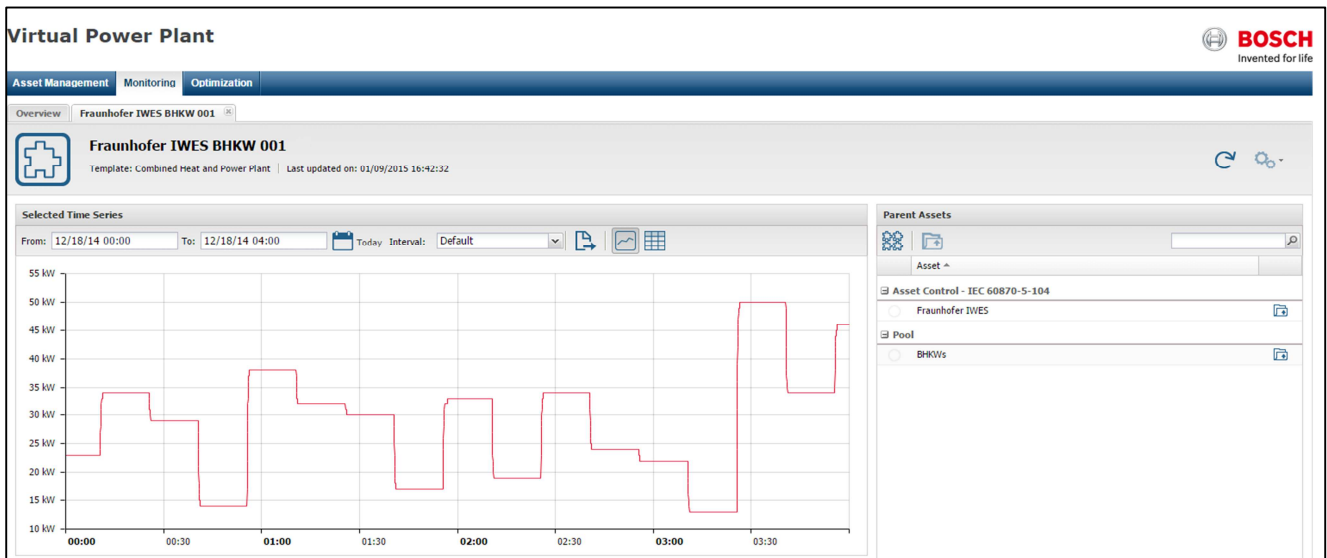 Virtual Power Plant
BOSCH
Invented for life
Asset Management Monitoring Optimization
Overview Fraunhofer IWES BHKW 001
Fraunhofer IWES BHKW 001
Template: Combined Heat and Power Plant | Last updated on: 01/09/2015 16:42:32
Selected Time Series
From: 12/18/14 00:00 To: 12/18/14 04:00 Today Interval: Default
55 kW
50 kW
45 kW
40 kW
35 kW
30 kW
25 kW
20 kW
15 kW
10 kW
00:00 00:30 01:00 01:30 02:00 02:30 03:00 03:30
Parent Assets
Asset
Asset Control - IEC 60870-5-104
Fraunhofer IWES
Pool
BHKWs